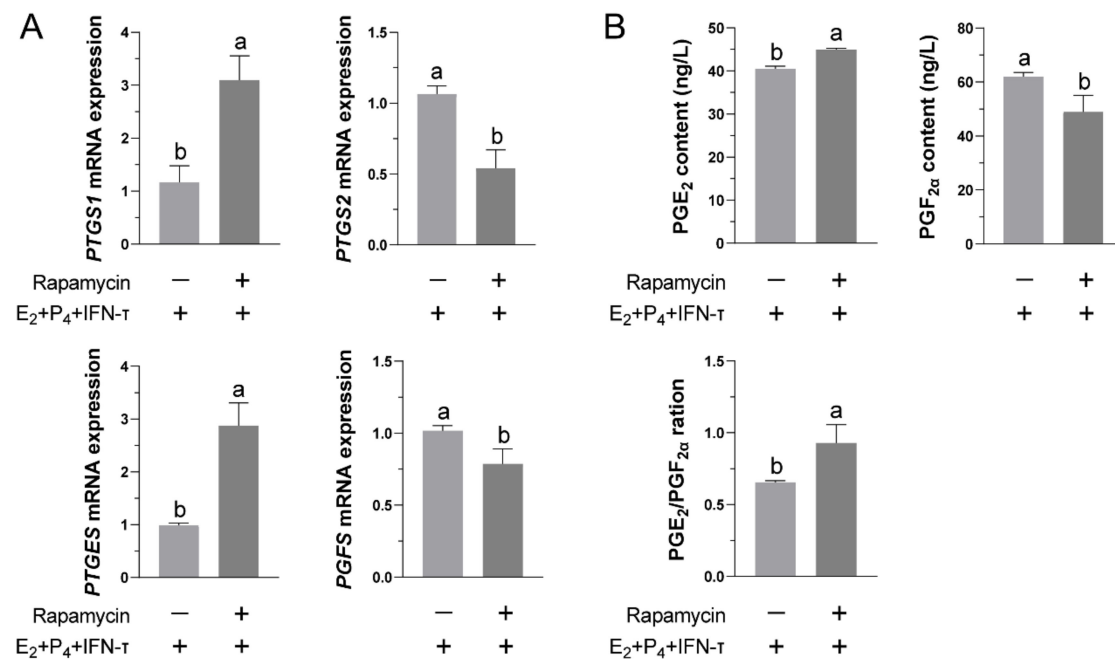 A
PTGS1 mRNA expression
4
3
2
1
0
b
a
PTGS2 mRNA expression
1.5
1.0
0.5
0.0
a
b
Rapamycin − + − +
E₂+P₄+IFN-τ + + + +
PTGES mRNA expression
4
3
2
1
0
b
a
PGFS mRNA expression
1.5
1.0
0.5
0.0
a
b
Rapamycin − + − +
E₂+P₄+IFN-τ + + + +
B
PGE₂ content (ng/L)
50
40
30
20
10
0
b
a
PGF₂α content (ng/L)
80
60
40
20
0
a
b
Rapamycin − + − +
E₂+P₄+IFN-τ + + + +
PGE₂/PGF₂α ration
1.5
1.0
0.5
0.0
b
a
Rapamycin − +
E₂+P₄+IFN-τ + +